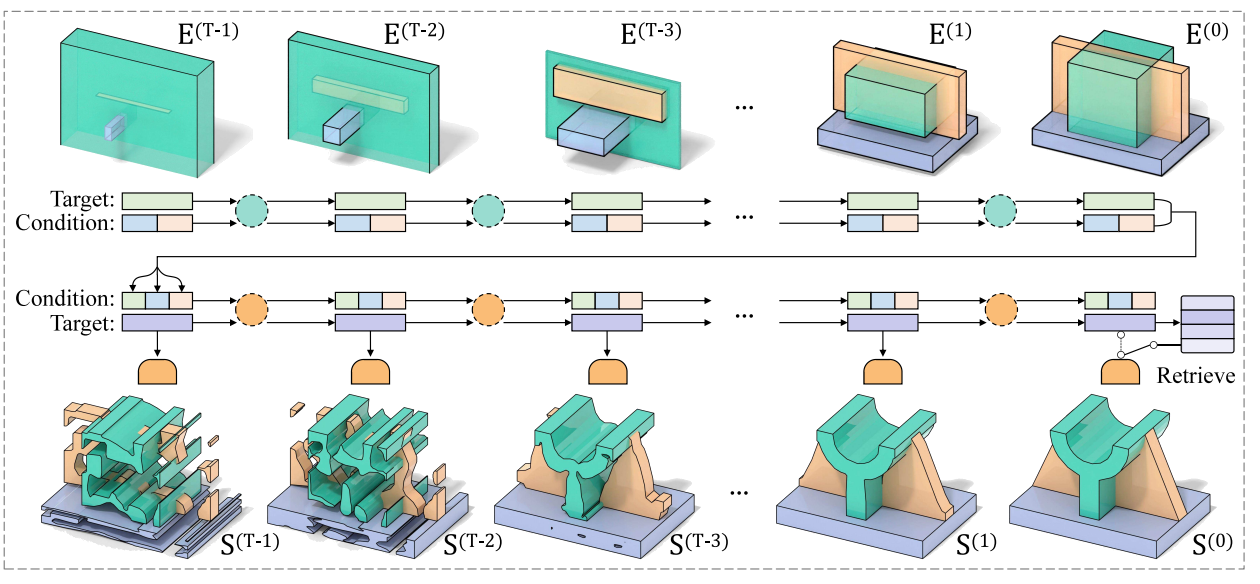 E(T-1) E(T-2) E(T-3) E(1) E(0)
...
Target:
Condition:
...
Condition:
Target:
...
Retrieve
S(T-1) S(T-2) S(T-3) ... S(1) S(0)